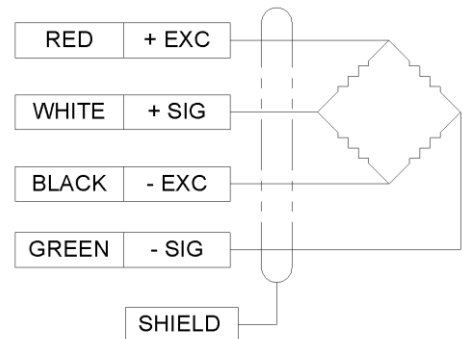 RED + EXC
WHITE + SIG
BLACK - EXC
GREEN - SIG
SHIELD